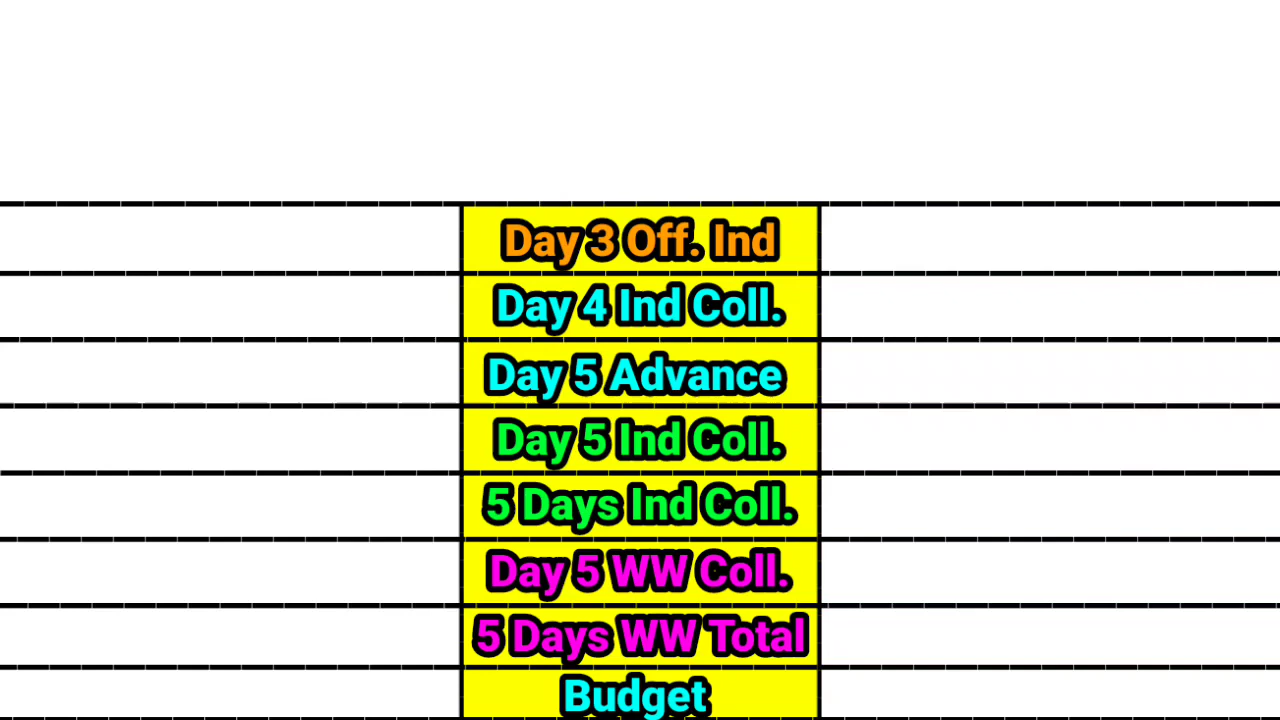 Day 3 Off. Ind
Day 4 Ind Coll.
Day 5 Advance
Day 5 Ind Coll.
5 Days Ind Coll.
Day 5 WW Coll.
5 Days WW Total
Budget